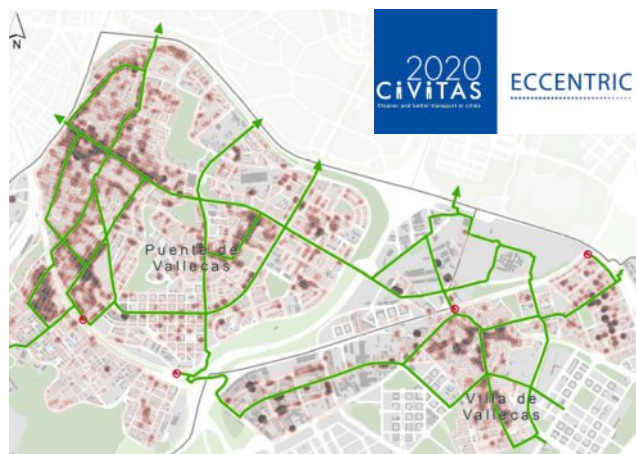 N
2020
CiViTAS
Cleaner and better transport in cities
ECCENTRIC
Puente de
Vallecas
Villa de
Vallecas